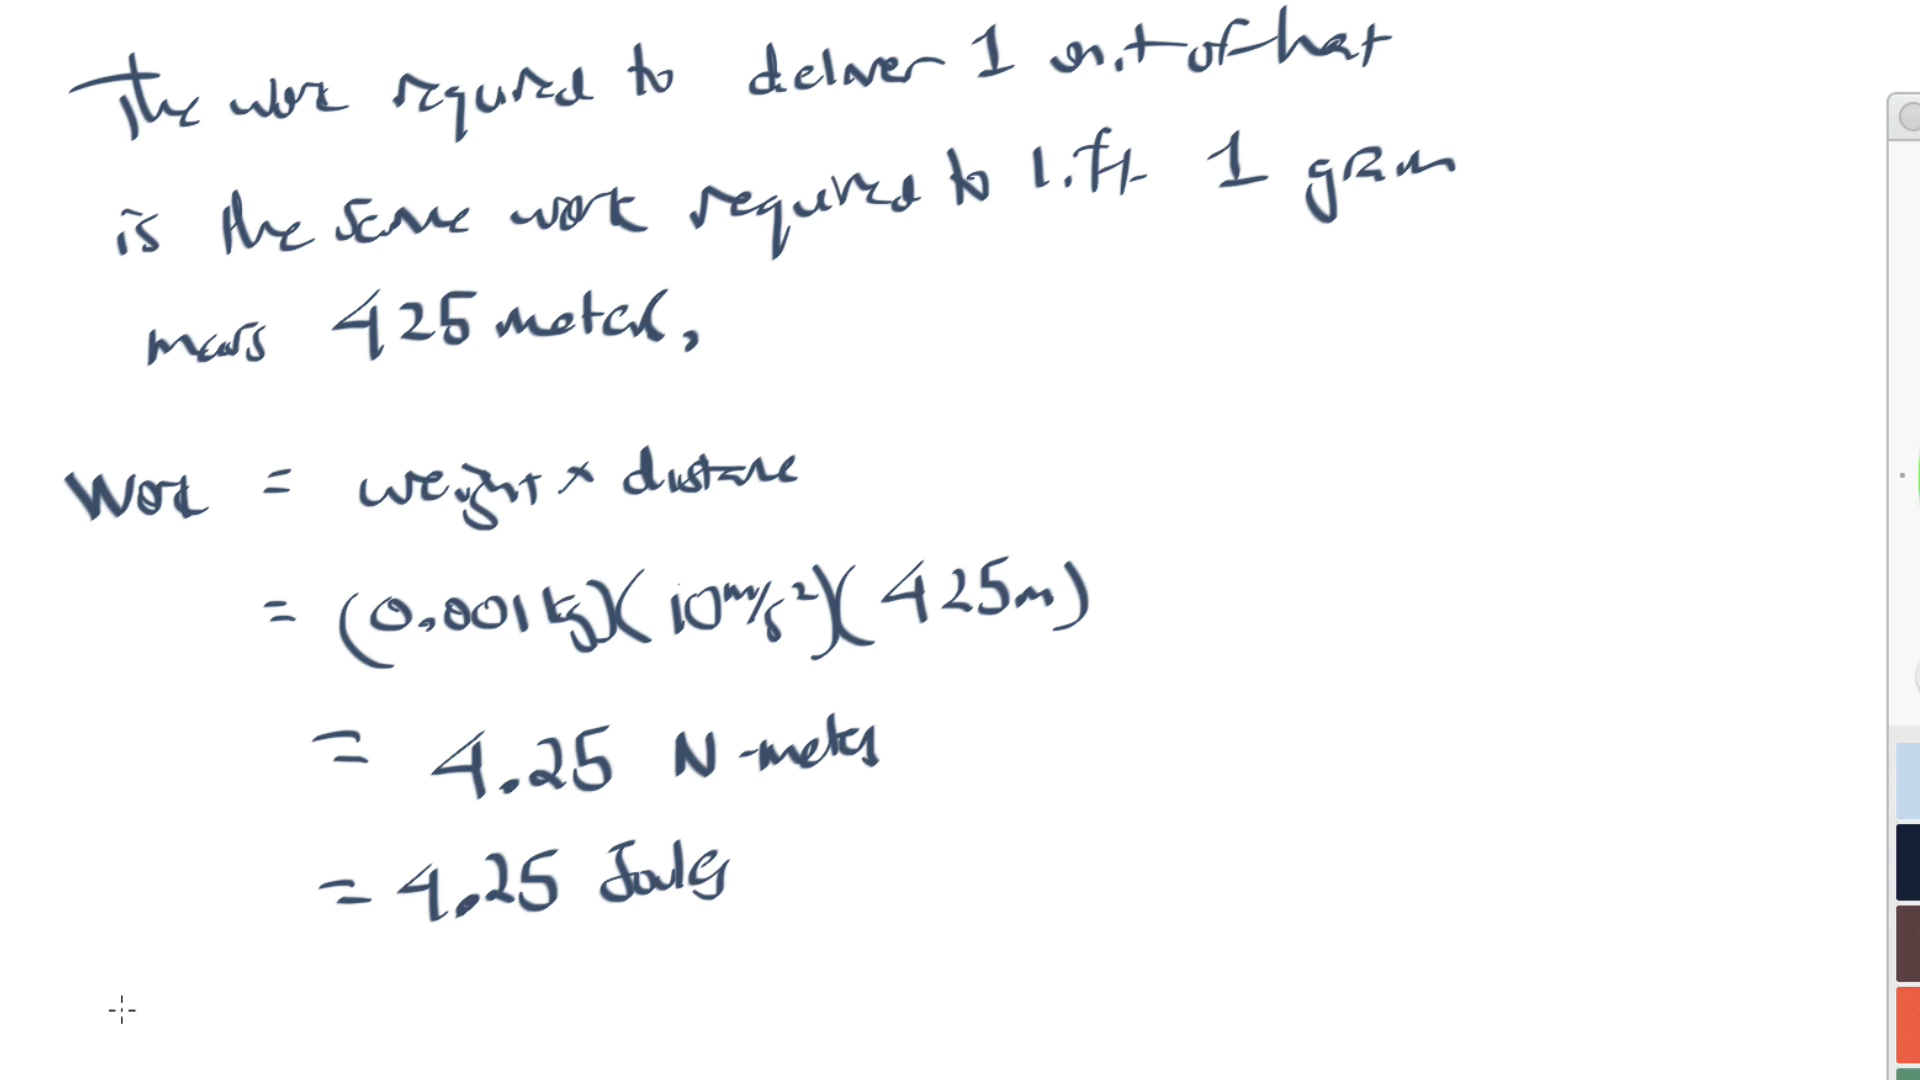 The work required to deliver 1 unit of heat
is the same work required to lift 1 gram
mass 425 meters,
Work = weight × distance
= (0.001 kg)(10 m/s²)(425m)
= 4.25 N-meters
= 4.25 Joules